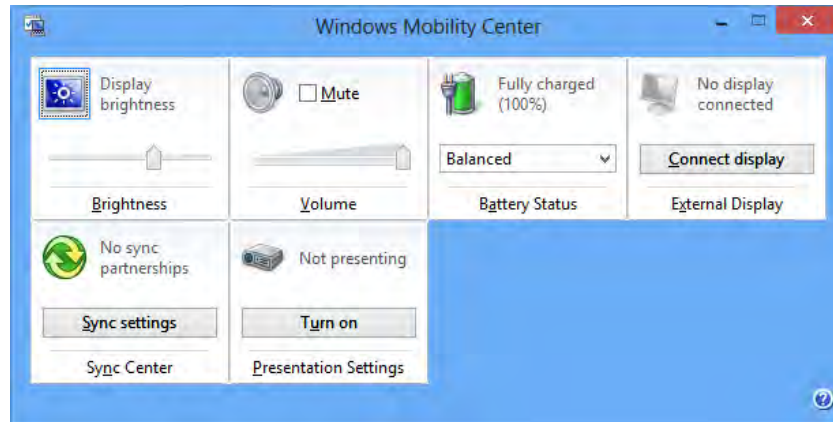 Windows Mobility Center
Display
brightness
Brightness
Mute
Volume
Fully charged
(100%)
Balanced
Battery Status
No display
connected
Connect display
External Display
No sync
partnerships
Sync settings
Sync Center
Not presenting
Turn on
Presentation Settings